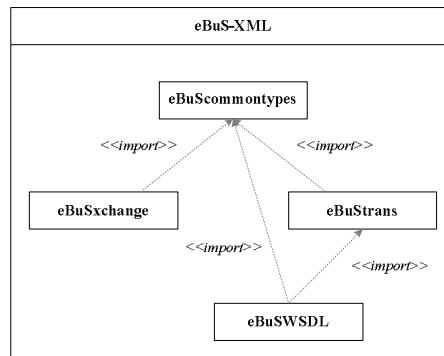 eBuS-XML
eBuScommontypes
<<import>>
<<import>>
eBuSxchange
eBuStrans
<<import>>
<<import>>
eBuSWSDL